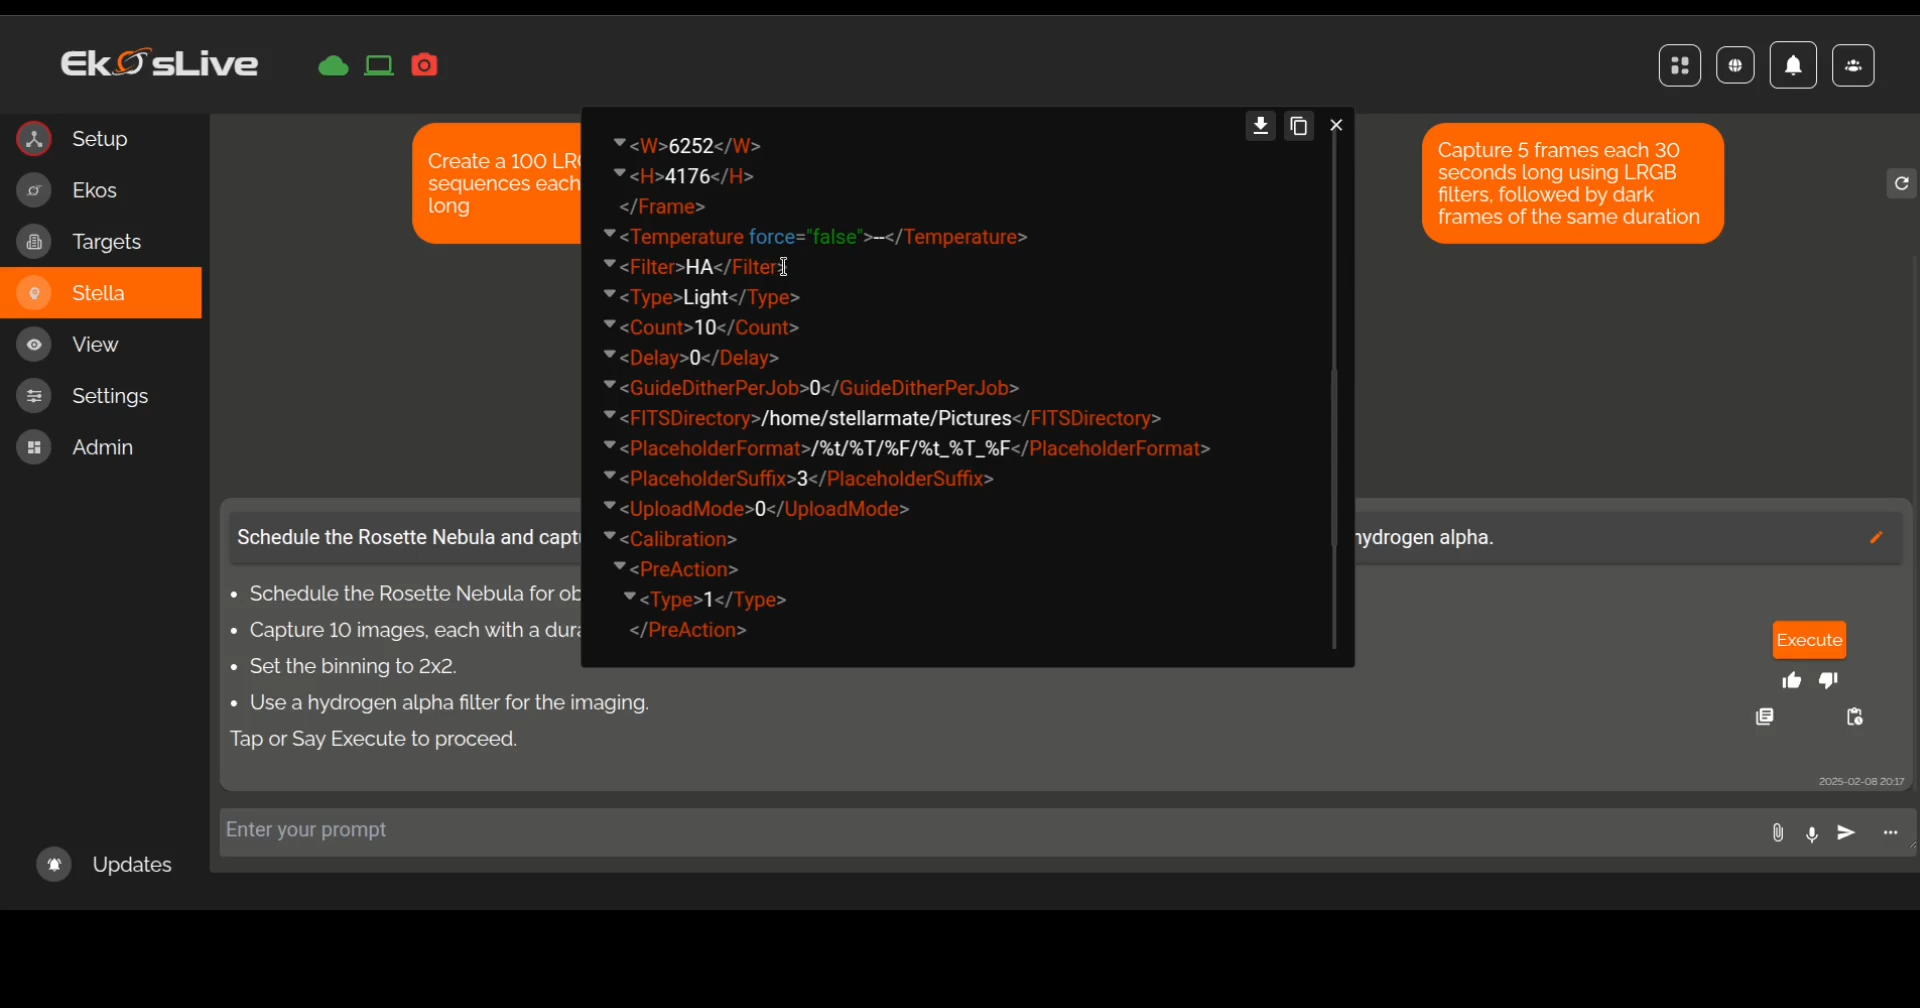 EkosLive
Setup
Ekos
Targets
Stella
View
Settings
Admin
Updates
Create a 100 LR
sequences each
long
Capture 5 frames each 30
seconds long using LRGB
filters, followed by dark
frames of the same duration
<W>6252</W>
<H>4176</H>
</Frame>
<Temperature force="false">--</Temperature>
<Filter>HA</Filter>
<Type>Light</Type>
<Count>10</Count>
<Delay>0</Delay>
<GuideDitherPerJob>0</GuideDitherPerJob>
<FITSDirectory>/home/stellarmate/Pictures</FITSDirectory>
<PlaceholderFormat>/%t/%T/%F/%t_%T_%F</PlaceholderFormat>
<PlaceholderSuffix>3</PlaceholderSuffix>
<UploadMode>0</UploadMode>
<Calibration>
<PreAction>
<Type>1</Type>
</PreAction>
Schedule the Rosette Nebula and captu hydrogen alpha.
• Schedule the Rosette Nebula for ob
• Capture 10 images, each with a dura
• Set the binning to 2x2.
• Use a hydrogen alpha filter for the imaging.
Tap or Say Execute to proceed.
Execute
2025-02-08 20:17
Enter your prompt